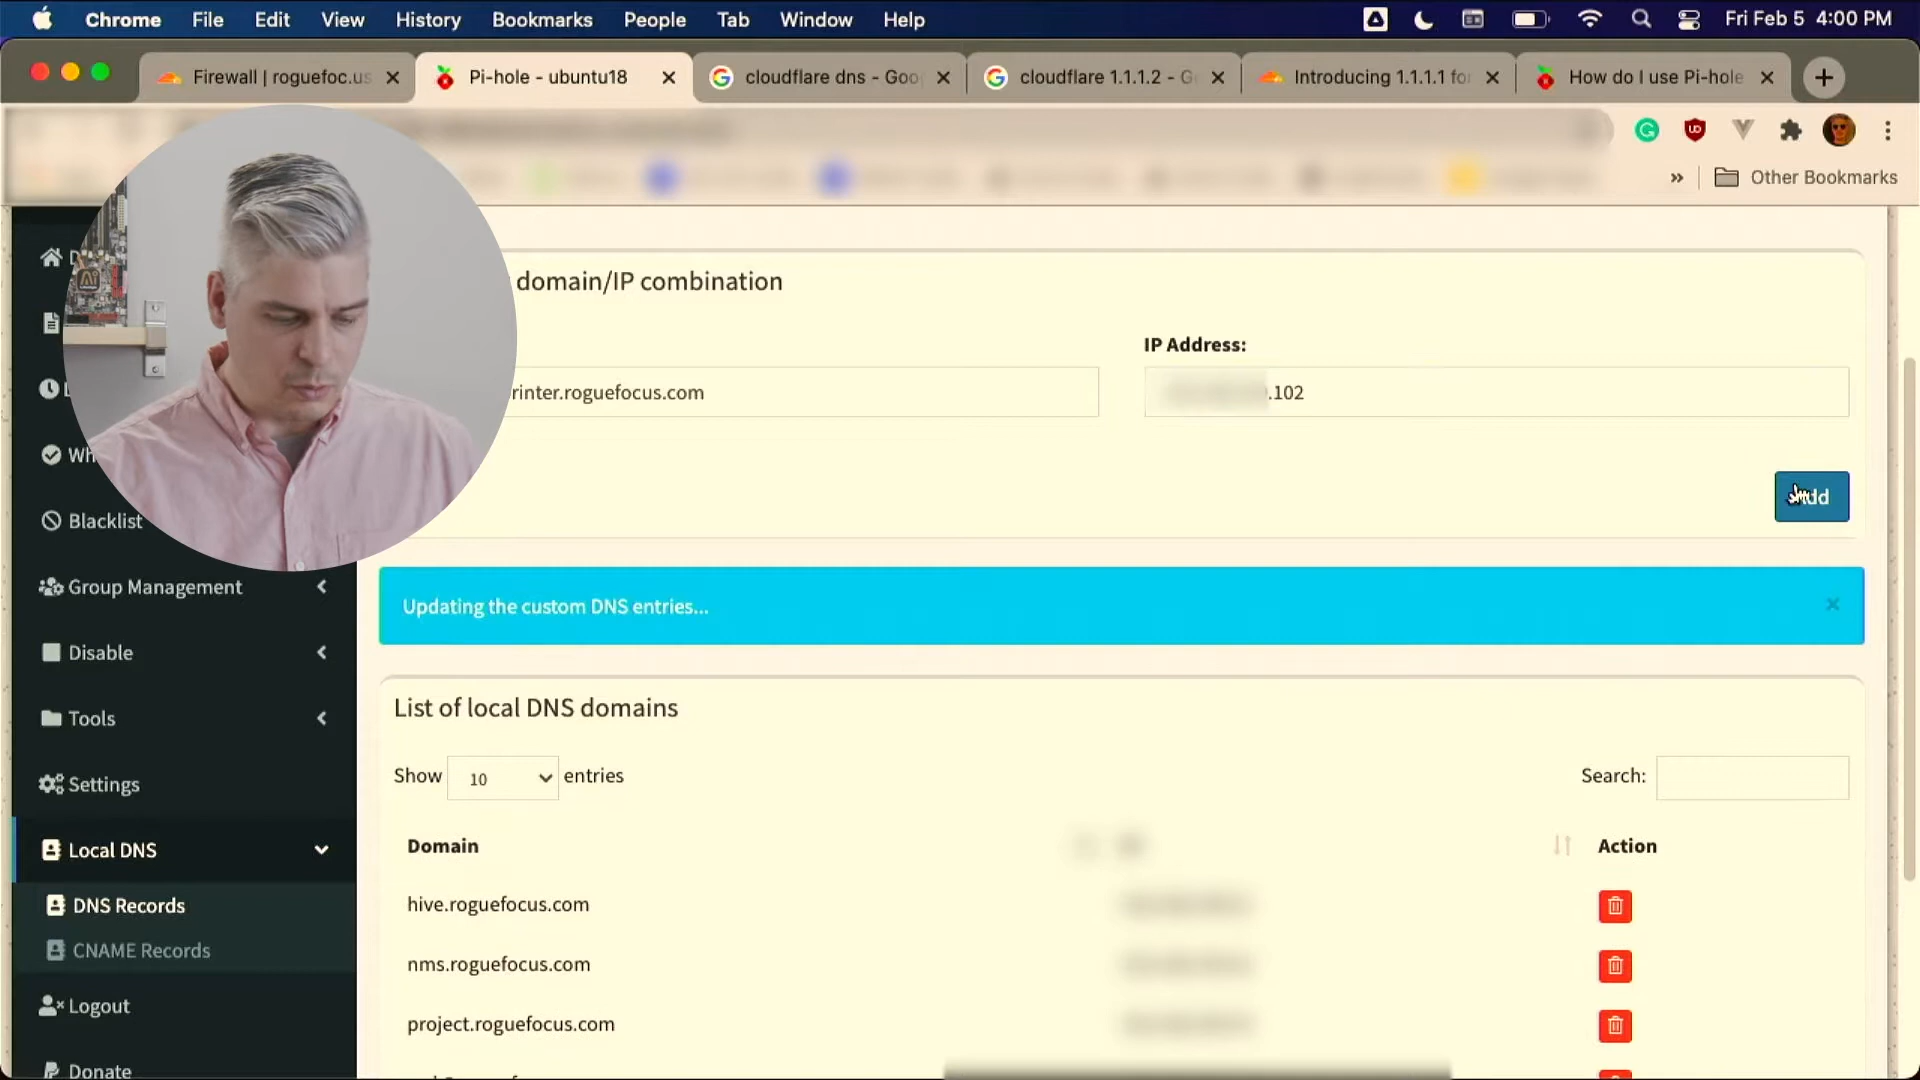 Chrome File Edit View History Bookmarks People Tab Window Help Fri Feb 5 4:00 PM
Firewall | roguefoc.us Pi-hole - ubuntu18 cloudflare dns - Goo cloudflare 1.1.1.2 - G Introducing 1.1.1.1 fo How do I use Pi-hole
» Other Bookmarks
domain/IP combination
IP Address:
rinter.roguefocus.com .102
Add
Wh
Blacklist
Group Management
Updating the custom DNS entries... ×
Disable
List of local DNS domains
Tools
Show 10 entries Search:
Settings
Domain Action
Local DNS
hive.roguefocus.com
DNS Records
CNAME Records
nms.roguefocus.com
Logout
project.roguefocus.com
Donate